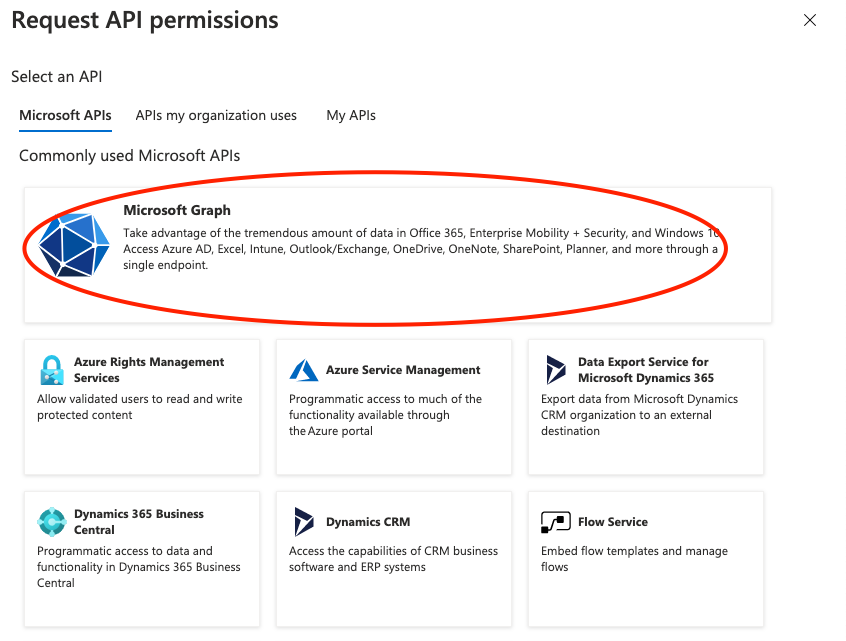 Request API permissions
Select an API
Microsoft APIs
APIs my organization uses
My APIs
Commonly used Microsoft APIs
Microsoft Graph
Take advantage of the tremendous amount of data in Office 365, Enterprise Mobility + Security, and Windows 10.
Access Azure AD, Excel, Intune, Outlook/Exchange, OneDrive, OneNote, SharePoint, Planner, and more through a
single endpoint.
Azure Rights Management
Services
Allow validated users to read and write
protected content
Azure Service Management
Programmatic access to much of the
functionality available through
the Azure portal
Data Export Service for
Microsoft Dynamics 365
Export data from Microsoft Dynamics
CRM organization to an external
destination
Dynamics 365 Business
Central
Programmatic access to data and
functionality in Dynamics 365 Business
Central
Dynamics CRM
Access the capabilities of CRM business
software and ERP systems
Flow Service
Embed flow templates and manage
flows